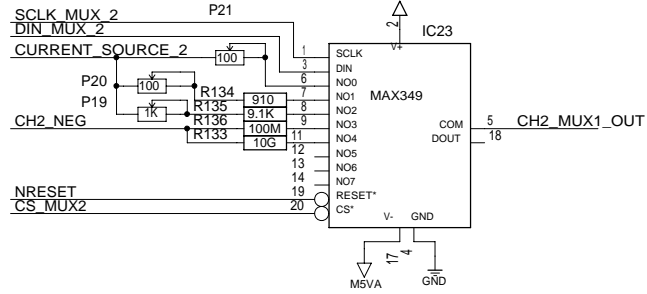 P21
SCLK_MUX_2
DIN_MUX_2
CURRENT_SOURCE_2
100
2
V+
IC23
1
SCLK
3
DIN
6
NO0
P20
100
R134
910
7
NO1
MAX349
P19
1K
R135
9.1K
8
NO2
CH2_NEG
R136
100M
9
NO3
COM
5
CH2_MUX1_OUT
R133
10G
11
NO4
DOUT
18
12
NO5
13
NO6
14
NO7
NRESET
19
RESET*
CS_MUX2
20
CS*
V-
GND
17
4
M5VA
GND